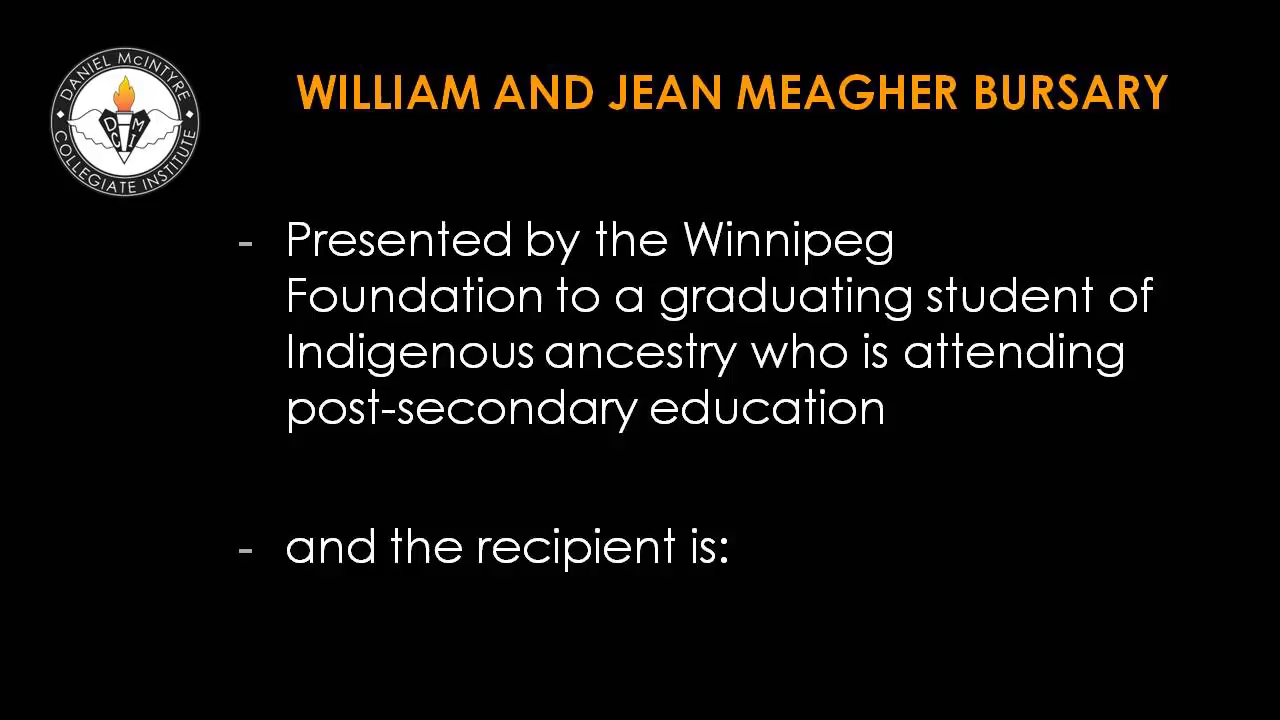 DANIEL McINTYRE
COLLEGIATE INSTITUTE
D M
C I
WILLIAM AND JEAN MEAGHER BURSARY
- Presented by the Winnipeg
Foundation to a graduating student of
Indigenous ancestry who is attending
post-secondary education
- and the recipient is: